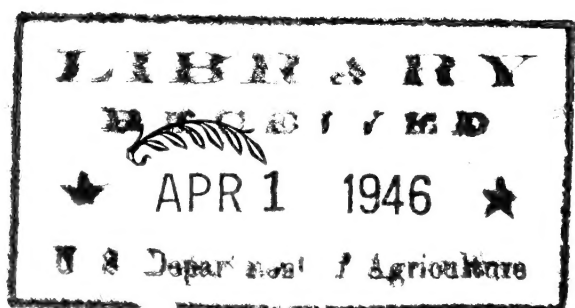 LIBRARY
RECEIVED
★ APR 1 1946 ★
U S Department of Agriculture